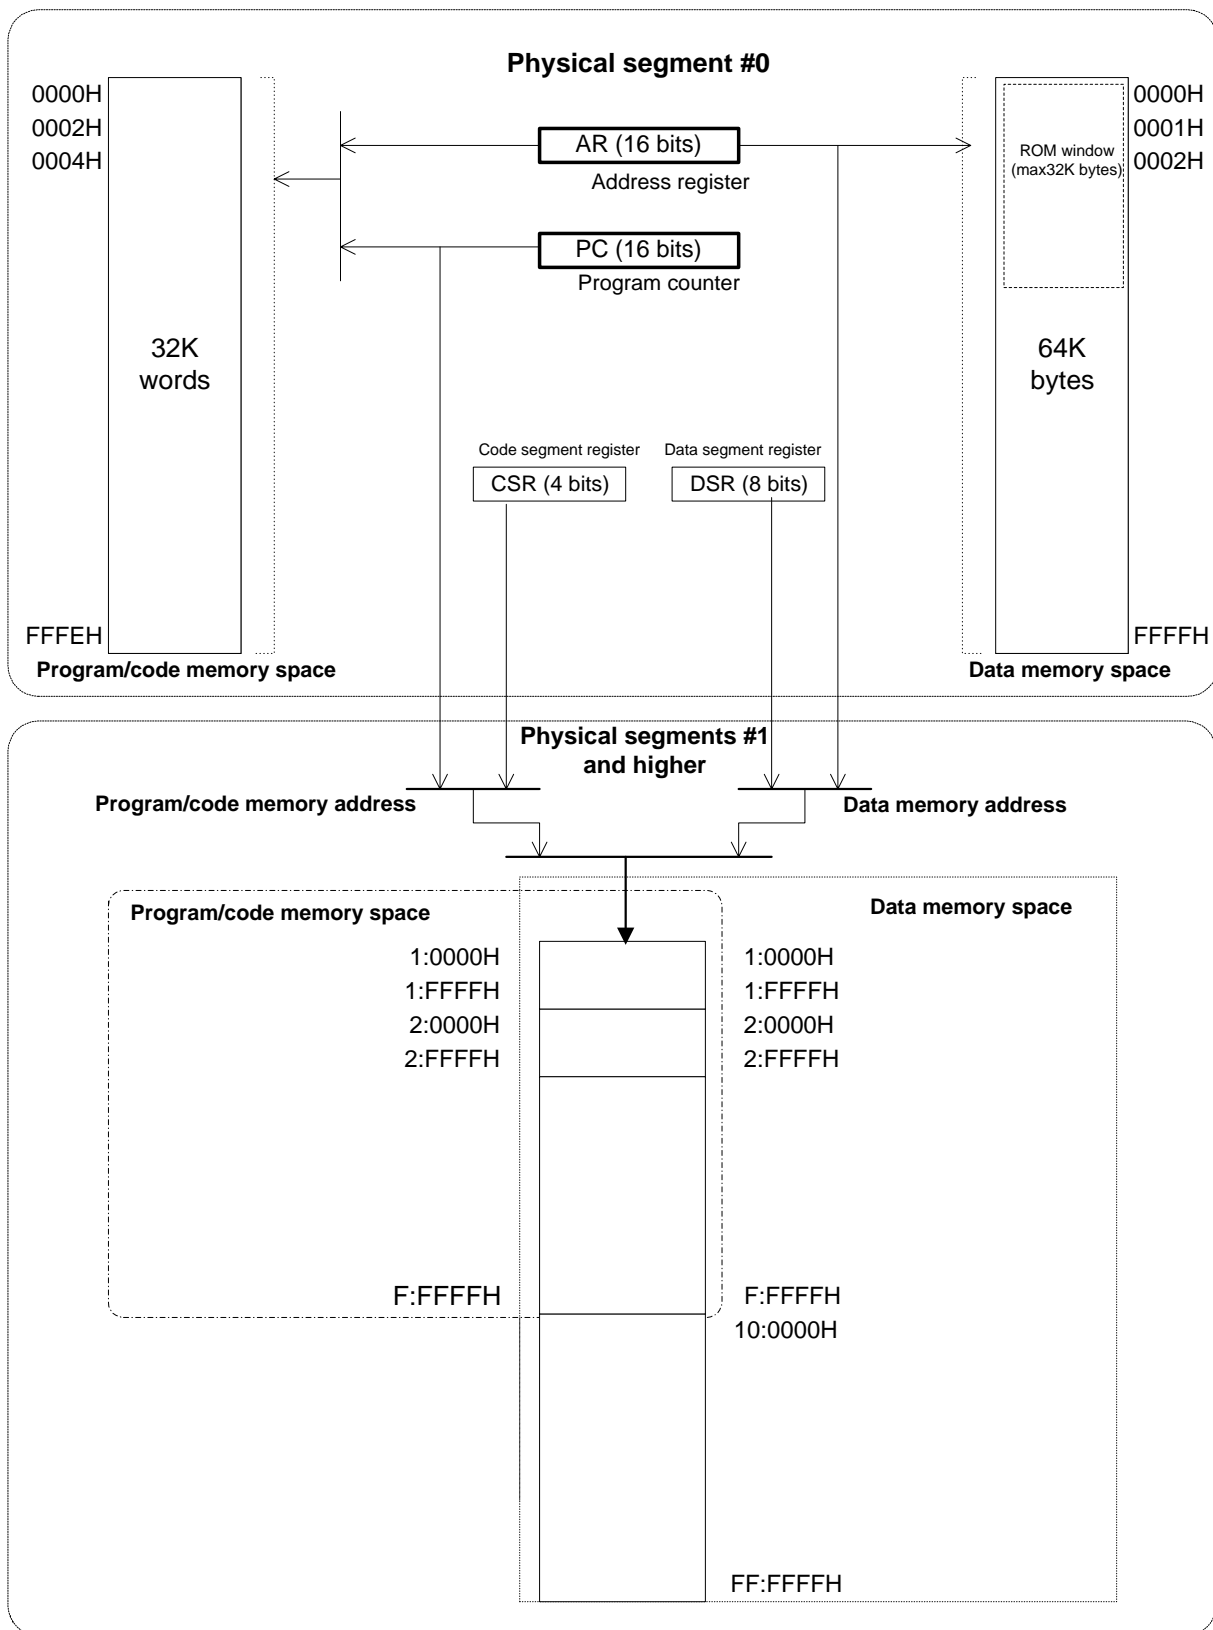 Physical segment #0
0000H
0002H
0004H
AR (16 bits)
Address register
PC (16 bits)
Program counter
ROM window
(max32K bytes)
0000H
0001H
0002H
32K
words
64K
bytes
Code segment register
CSR (4 bits)
Data segment register
DSR (8 bits)
FFFEH
FFFFH
Program/code memory space
Data memory space
Physical segments #1
and higher
Program/code memory address
Data memory address
Program/code memory space
Data memory space
1:0000H
1:0000H
1:FFFFH
1:FFFFH
2:0000H
2:0000H
2:FFFFH
2:FFFFH
F:FFFFH
F:FFFFH
10:0000H
FF:FFFFH